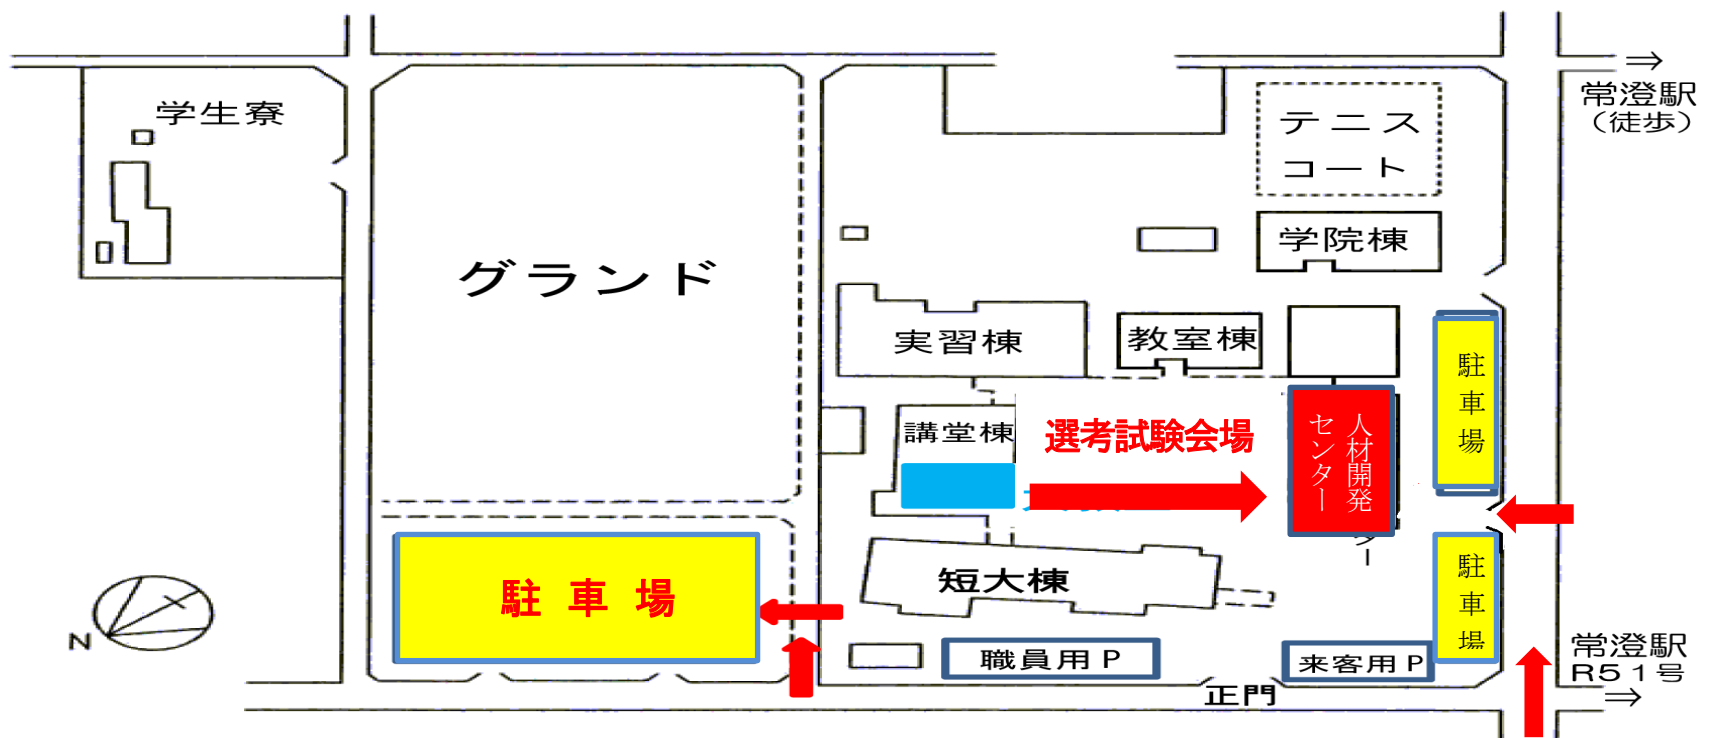 ⇒
常澄駅
（徒歩）
学生寮
テニス
コート
学院棟
グランド
実習棟
教室棟
駐車場
人材開発
センター
講堂棟
選考試験会場
ター
駐車場
短大棟
駐車場
N
職員用P
来客用P
常澄駅
R51号
⇒
正門